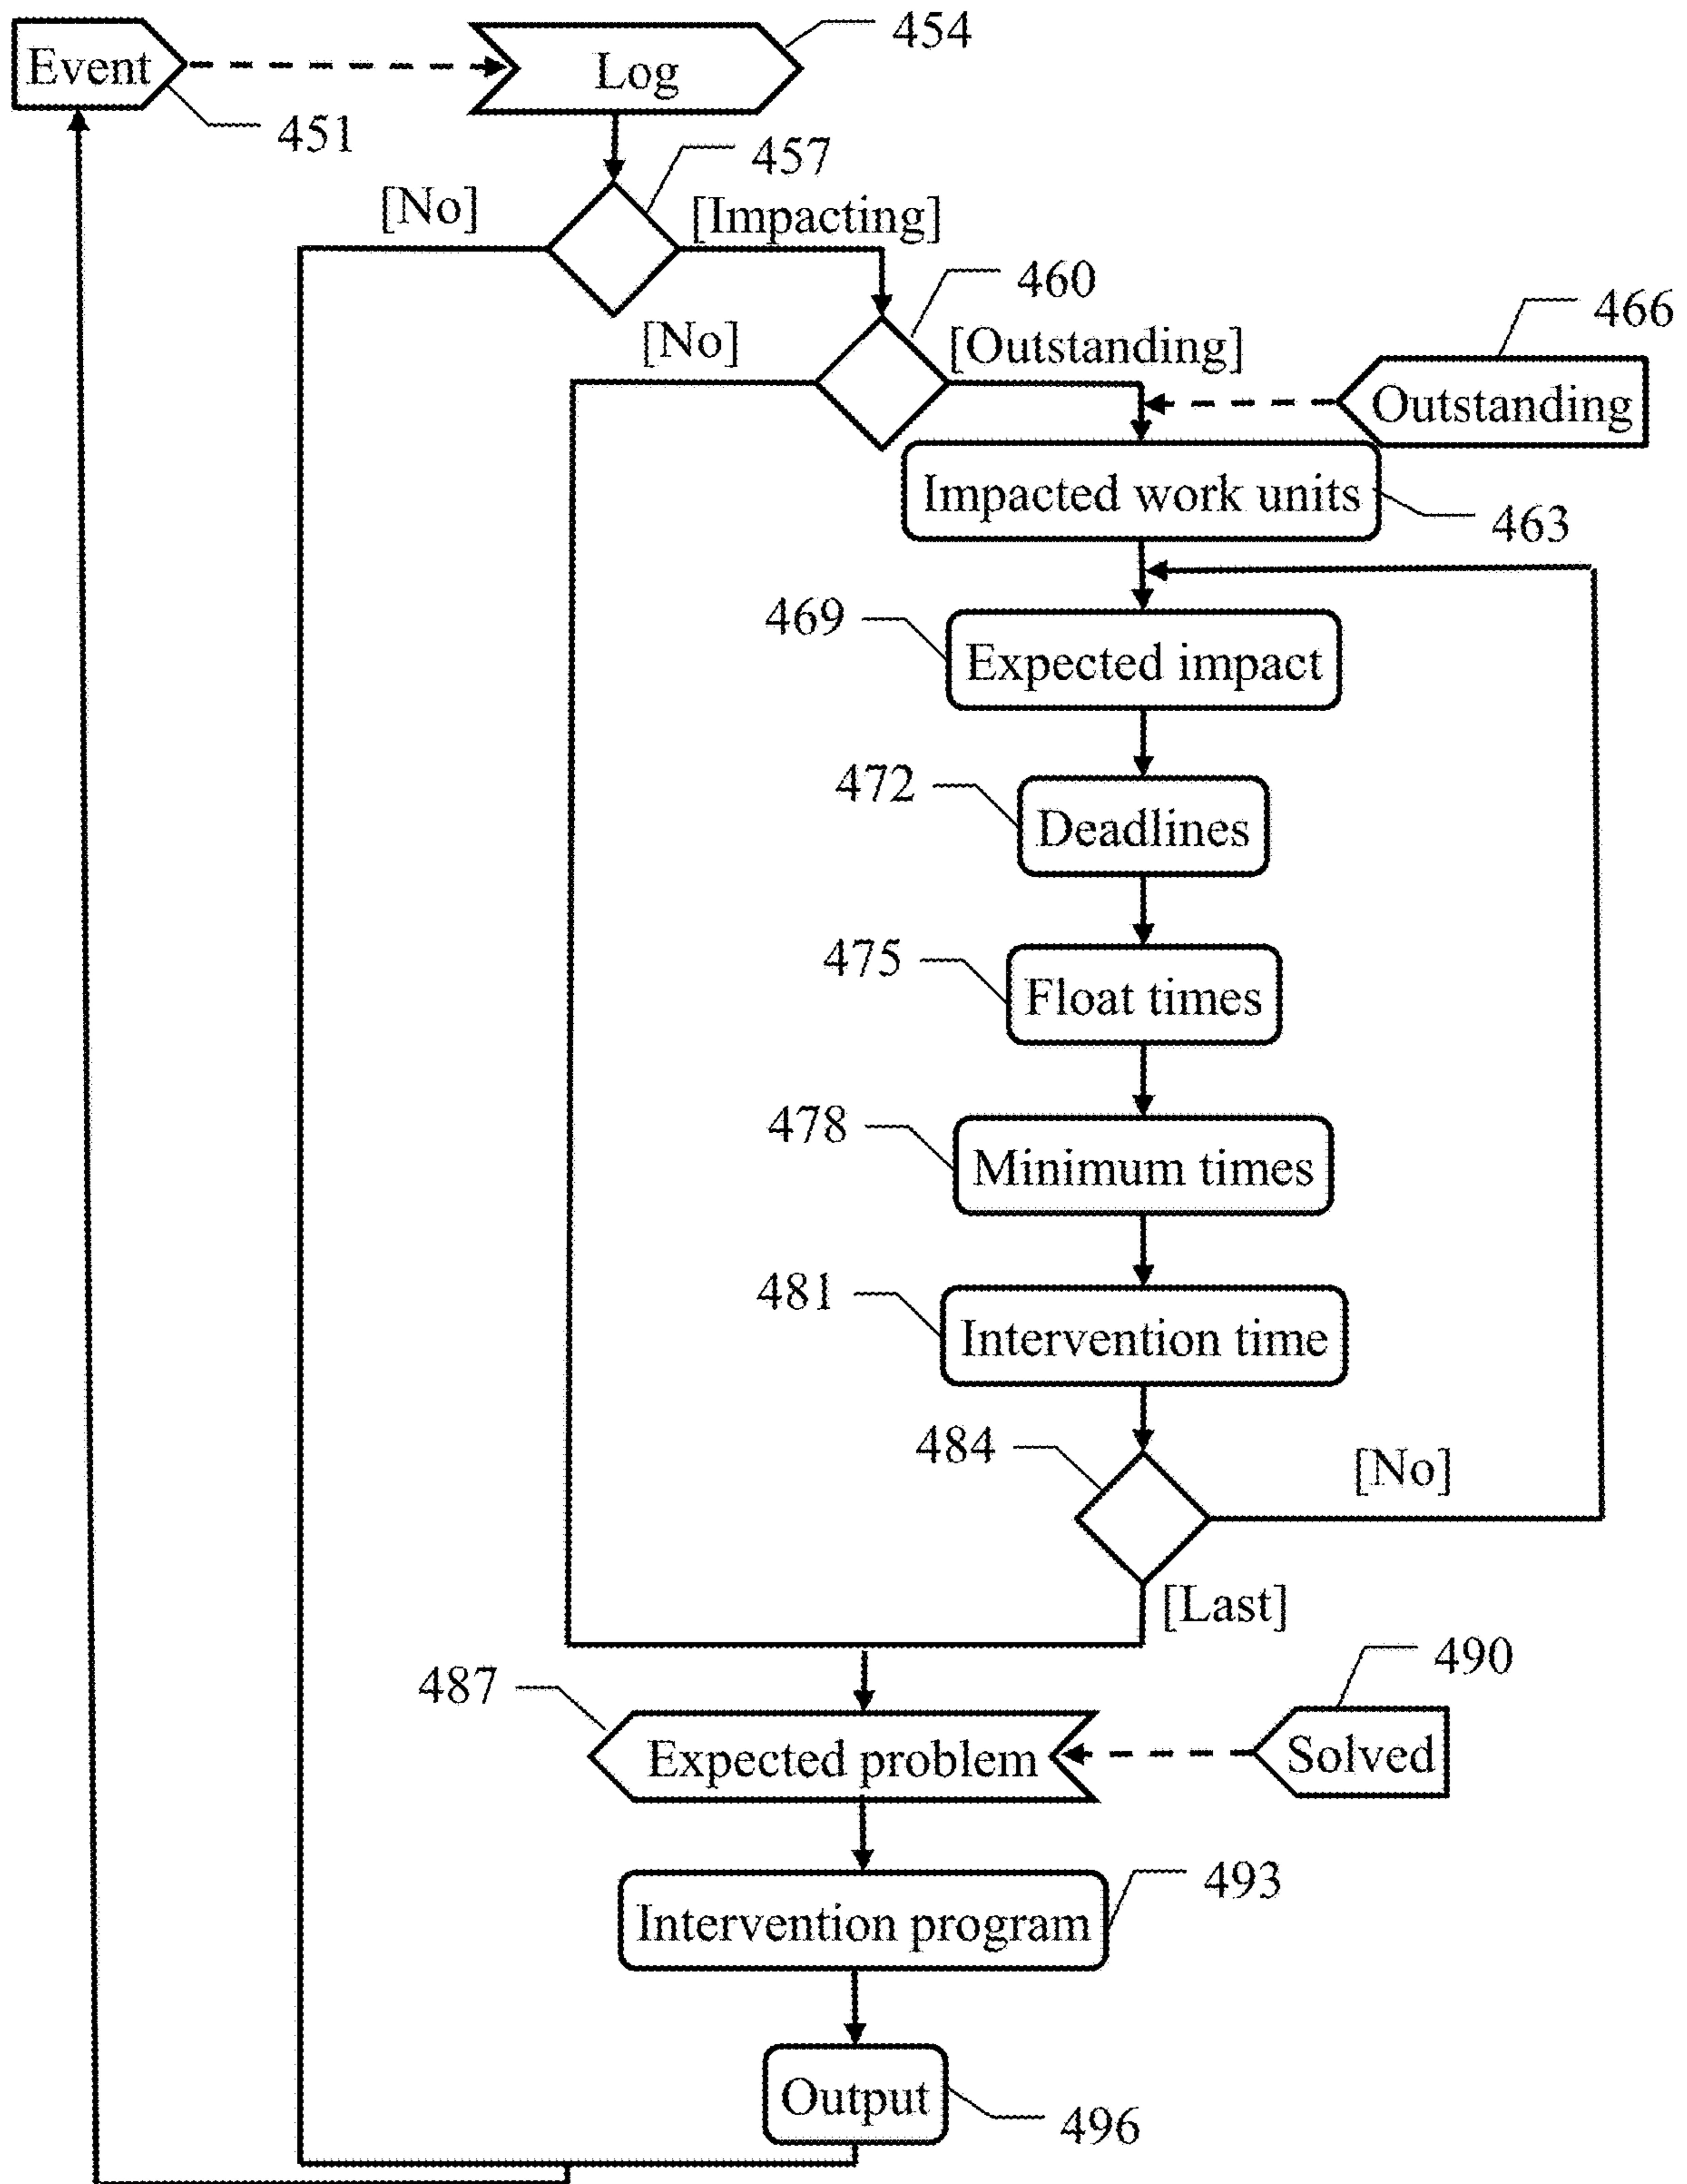 Event
451
Log
454
457
[No]
[Impacting]
460
[No]
[Outstanding]
466
Outstanding
Impacted work units
463
469
Expected impact
472
Deadlines
475
Float times
478
Minimum times
481
Intervention time
484
[No]
[Last]
487
Expected problem
490
Solved
493
Intervention program
Output
496